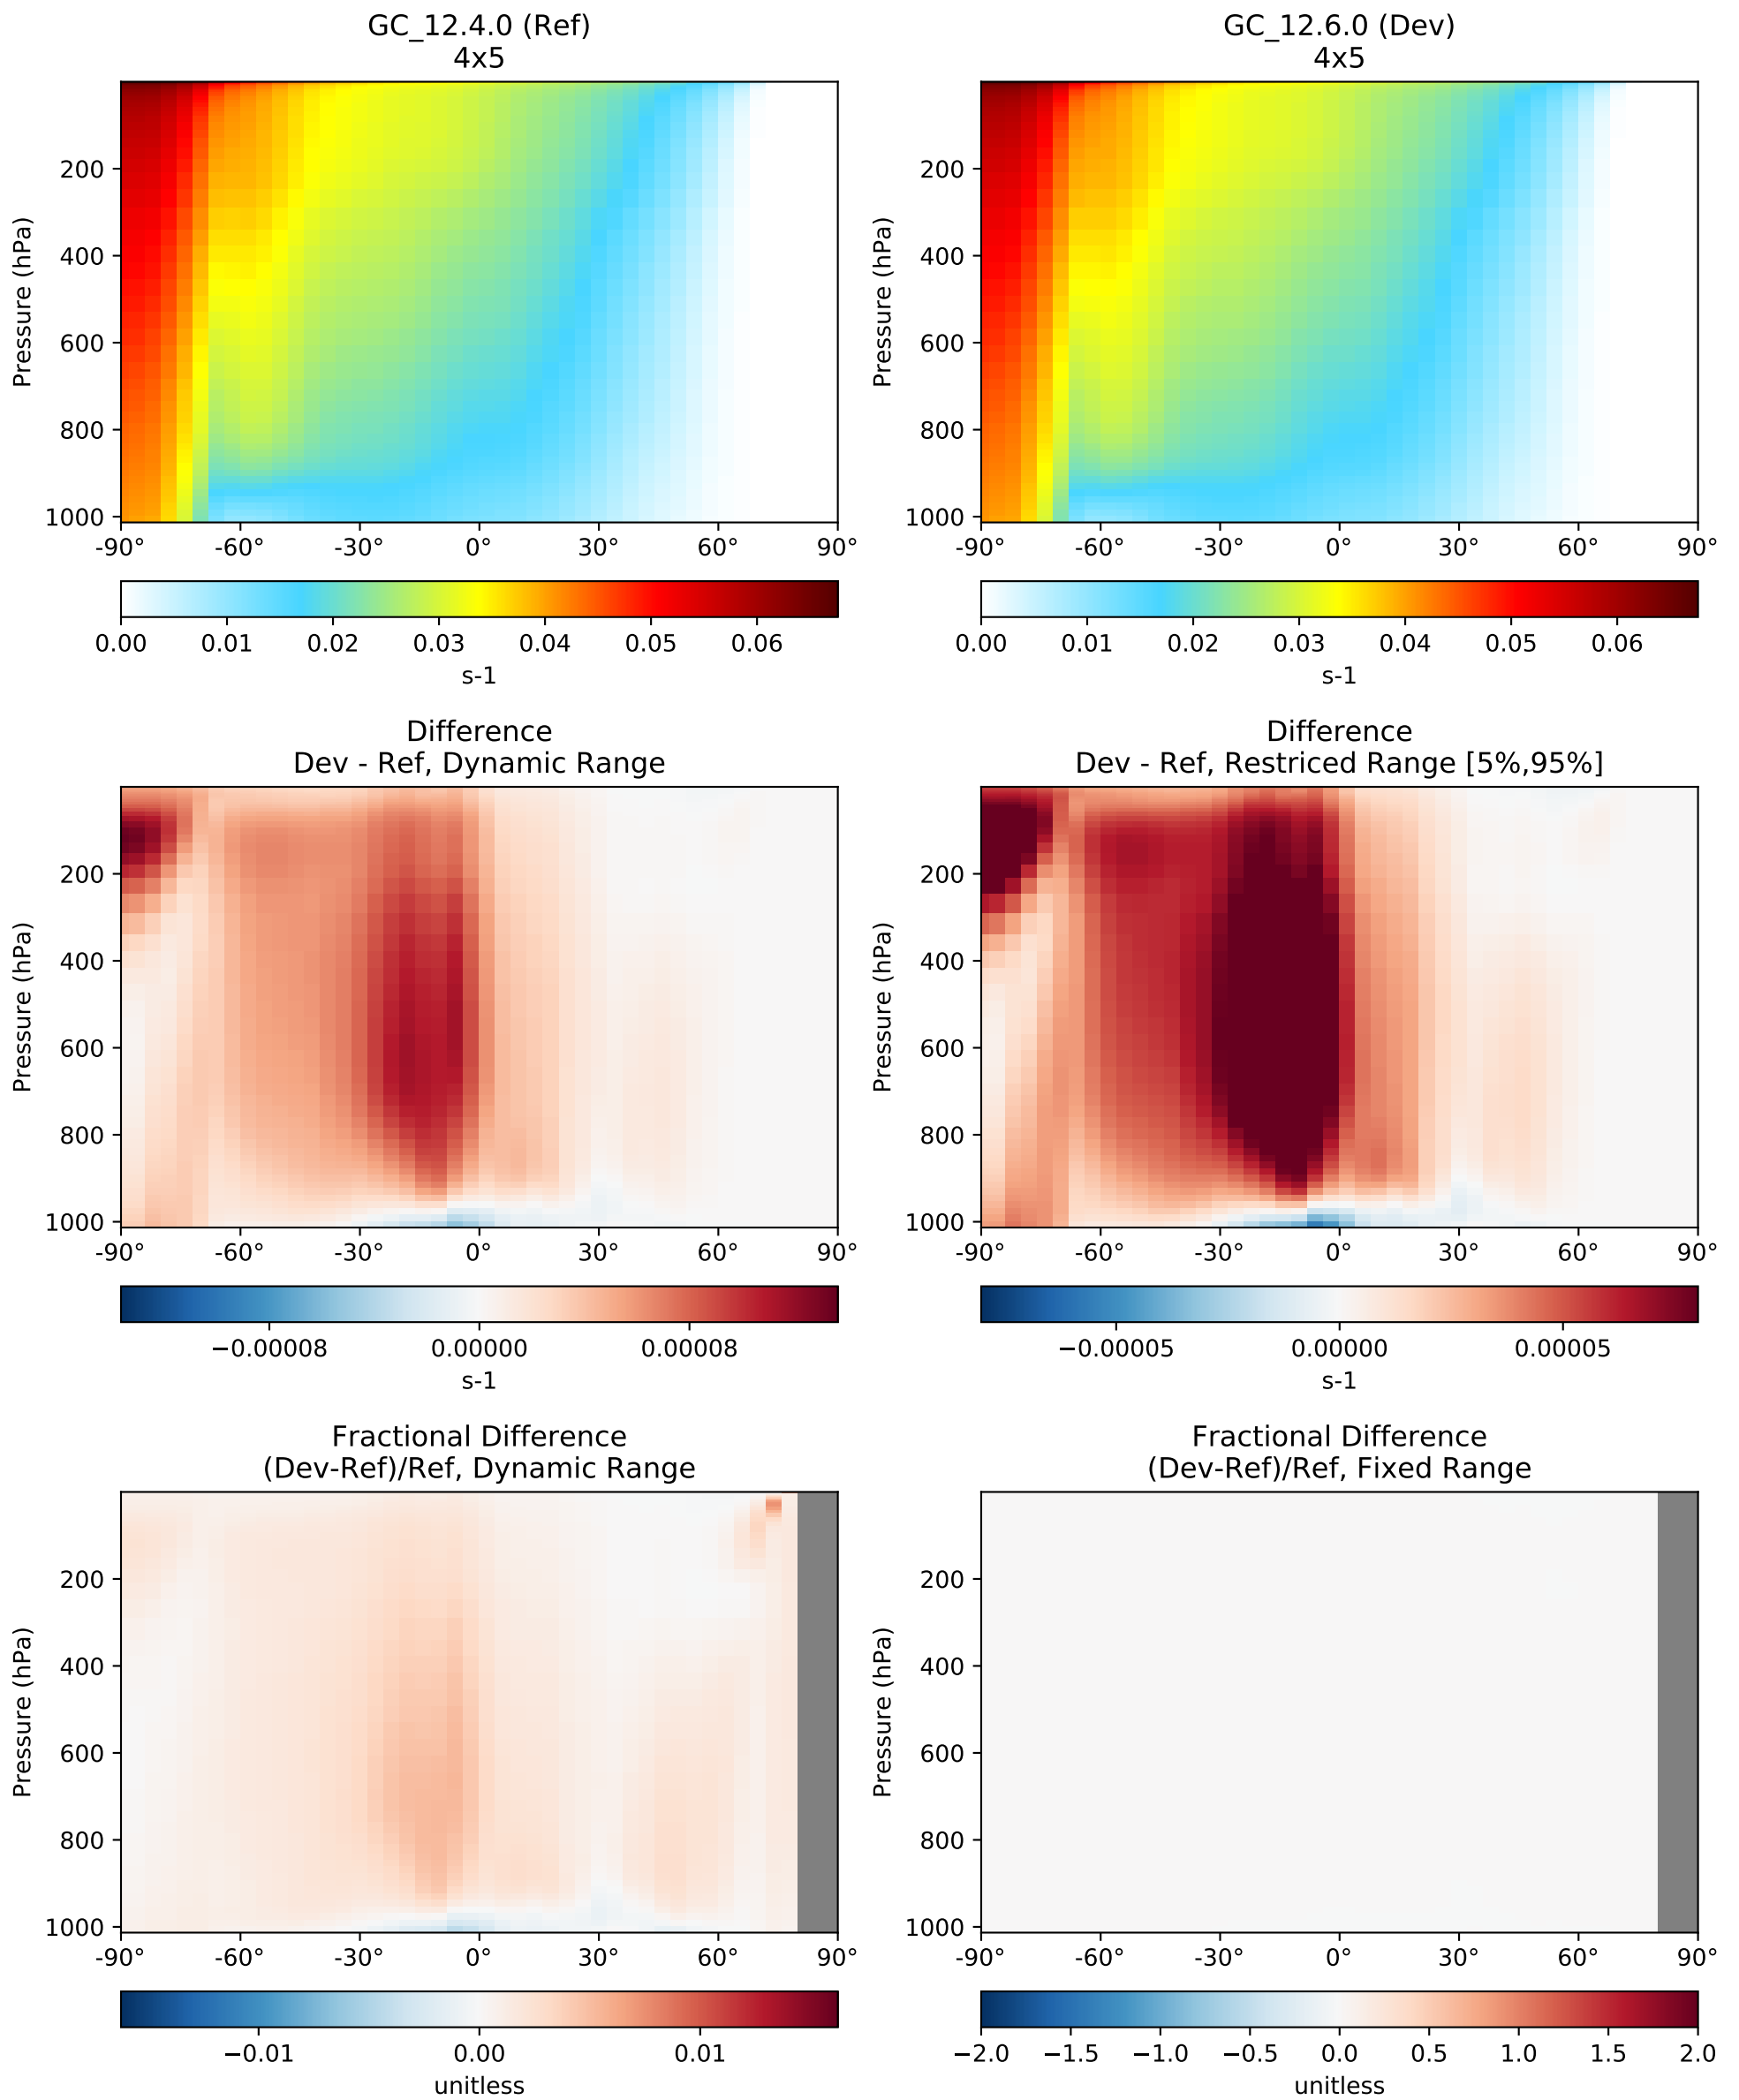 GC_12.4.0 (Ref)
4x5
GC_12.6.0 (Dev)
4x5
Pressure (hPa)
200
400
600
800
1000
-90° -60° -30° 0° 30° 60° 90°
0.00 0.01 0.02 0.03 0.04 0.05 0.06
s-1
Pressure (hPa)
200
400
600
800
1000
-90° -60° -30° 0° 30° 60° 90°
0.00 0.01 0.02 0.03 0.04 0.05 0.06
s-1
Difference
Dev - Ref, Dynamic Range
Difference
Dev - Ref, Restriced Range [5%,95%]
Pressure (hPa)
200
400
600
800
1000
-90° -60° -30° 0° 30° 60° 90°
−0.00008 0.00000 0.00008
s-1
Pressure (hPa)
200
400
600
800
1000
-90° -60° -30° 0° 30° 60° 90°
−0.00005 0.00000 0.00005
s-1
Fractional Difference
(Dev-Ref)/Ref, Dynamic Range
Fractional Difference
(Dev-Ref)/Ref, Fixed Range
Pressure (hPa)
200
400
600
800
1000
-90° -60° -30° 0° 30° 60° 90°
−0.01 0.00 0.01
unitless
Pressure (hPa)
200
400
600
800
1000
-90° -60° -30° 0° 30° 60° 90°
−2.0 −1.5 −1.0 −0.5 0.0 0.5 1.0 1.5 2.0
unitless